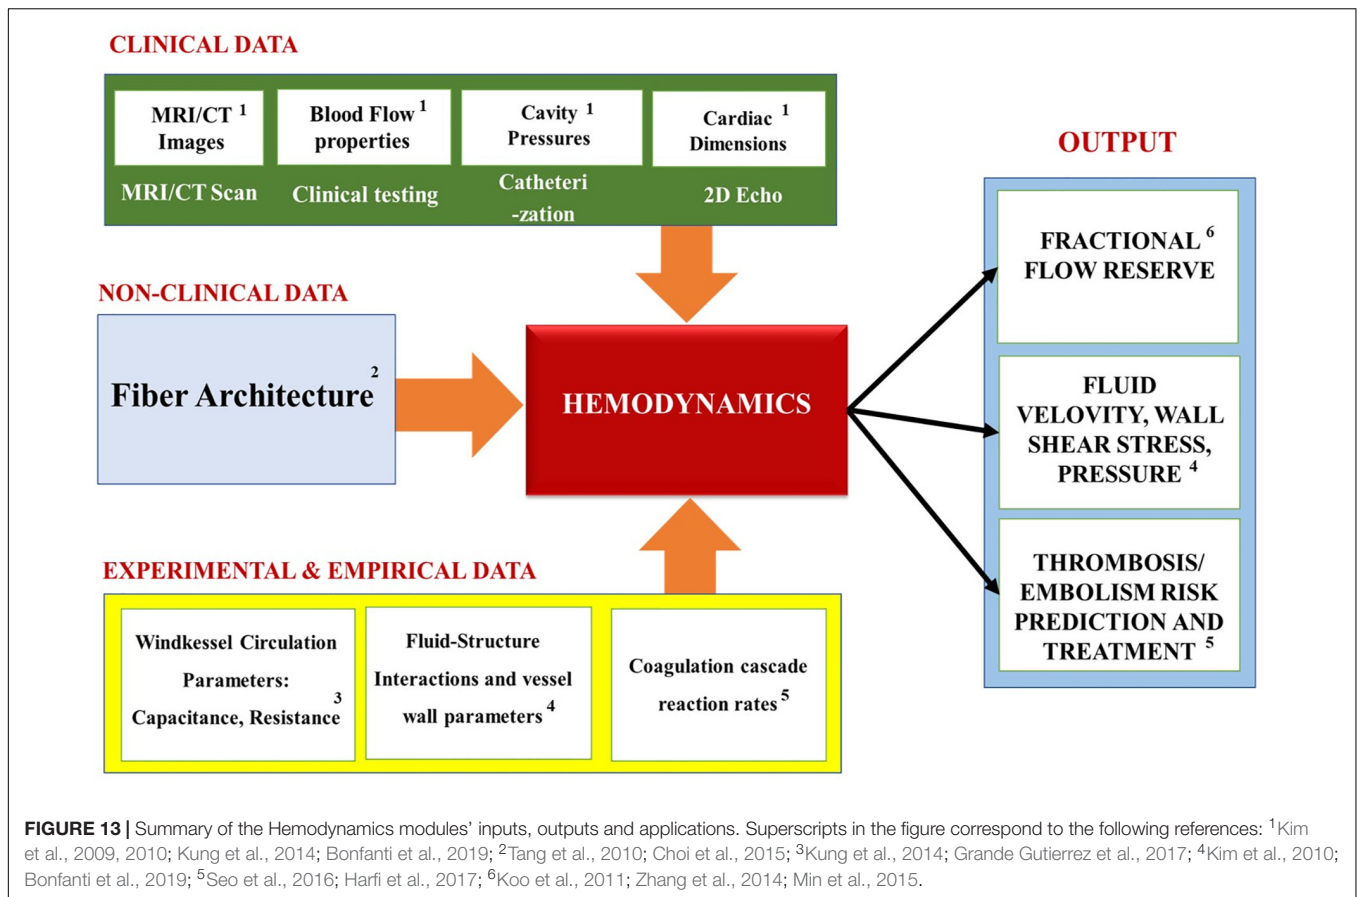 CLINICAL DATA
MRI/CT 1
Images
Blood Flow 1
properties
Cavity 1
Pressures
Cardiac 1
Dimensions
MRI/CT Scan
Clinical testing
Catheteri
-zation
2D Echo
OUTPUT
FRACTIONAL 6
FLOW RESERVE
FLUID
VELOVITY, WALL
SHEAR STRESS,
PRESSURE 4
THROMBOSIS/
EMBOLISM RISK
PREDICTION AND
TREATMENT 5
NON-CLINICAL DATA
Fiber Architecture 2
HEMODYNAMICS
EXPERIMENTAL & EMPIRICAL DATA
Windkessel Circulation
Parameters:
Capacitance, Resistance 3
Fluid-Structure
Interactions and vessel
wall parameters 4
Coagulation cascade
reaction rates 5
FIGURE 13 | Summary of the Hemodynamics modules' inputs, outputs and applications. Superscripts in the figure correspond to the following references: 1Kim
et al., 2009, 2010; Kung et al., 2014; Bonfanti et al., 2019; 2Tang et al., 2010; Choi et al., 2015; 3Kung et al., 2014; Grande Gutierrez et al., 2017; 4Kim et al., 2010;
Bonfanti et al., 2019; 5Seo et al., 2016; Harfi et al., 2017; 6Koo et al., 2011; Zhang et al., 2014; Min et al., 2015.